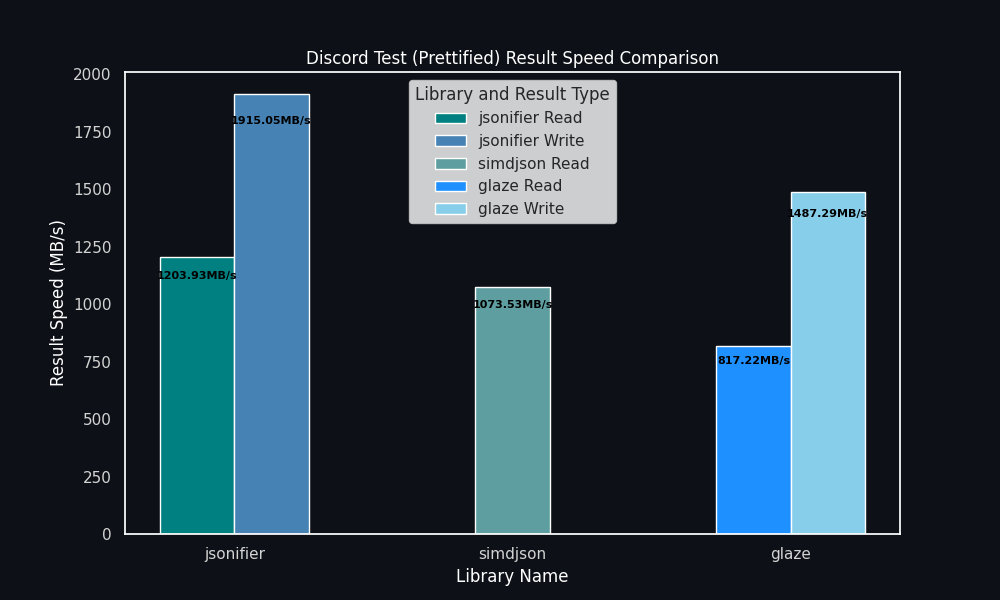 Discord Test (Prettified) Result Speed Comparison
Result Speed (MB/s)
2000
1750
1500
1250
1000
750
500
250
0
Library and Result Type
jsonifier Read
jsonifier Write
simdjson Read
glaze Read
glaze Write
1203.93MB/s
1915.05MB/s
1073.53MB/s
817.22MB/s
1487.29MB/s
jsonifier
simdjson
glaze
Library Name